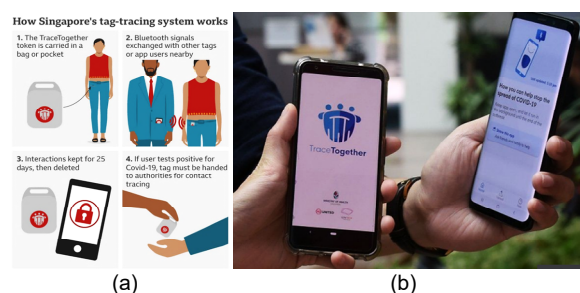 How Singapore's tag-tracing system works
1. The TraceTogether
token is carried in a
bag or pocket
2. Bluetooth signals
exchanged with other tags
or app users nearby
3. Interactions kept for 25
days, then deleted
4. If user tests positive for
Covid-19, tag must be handed
to authorities for contact
tracing
TraceTogether
How you can help stop the
spread of COVID-19
(a)
(b)